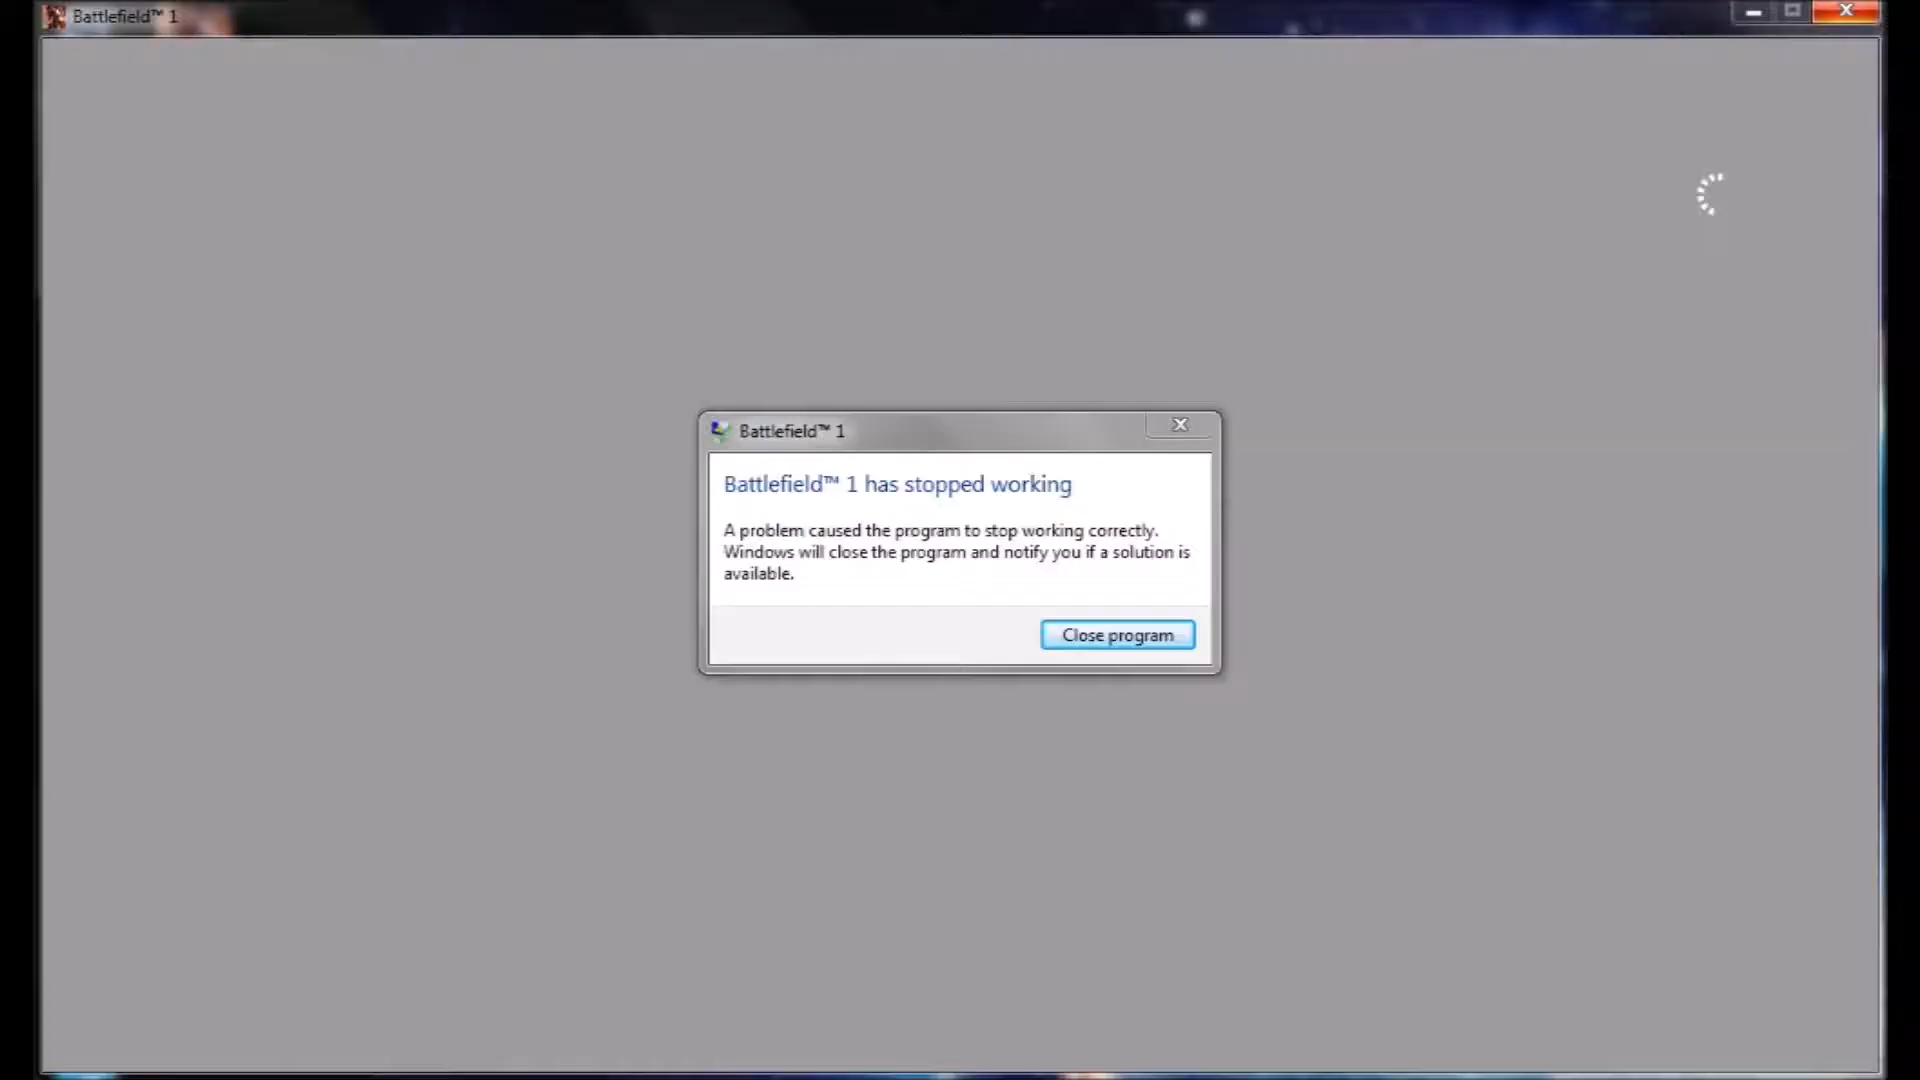 Battlefield™ 1
Battlefield™ 1
Battlefield™ 1 has stopped working
A problem caused the program to stop working correctly.
Windows will close the program and notify you if a solution is
available.
Close program